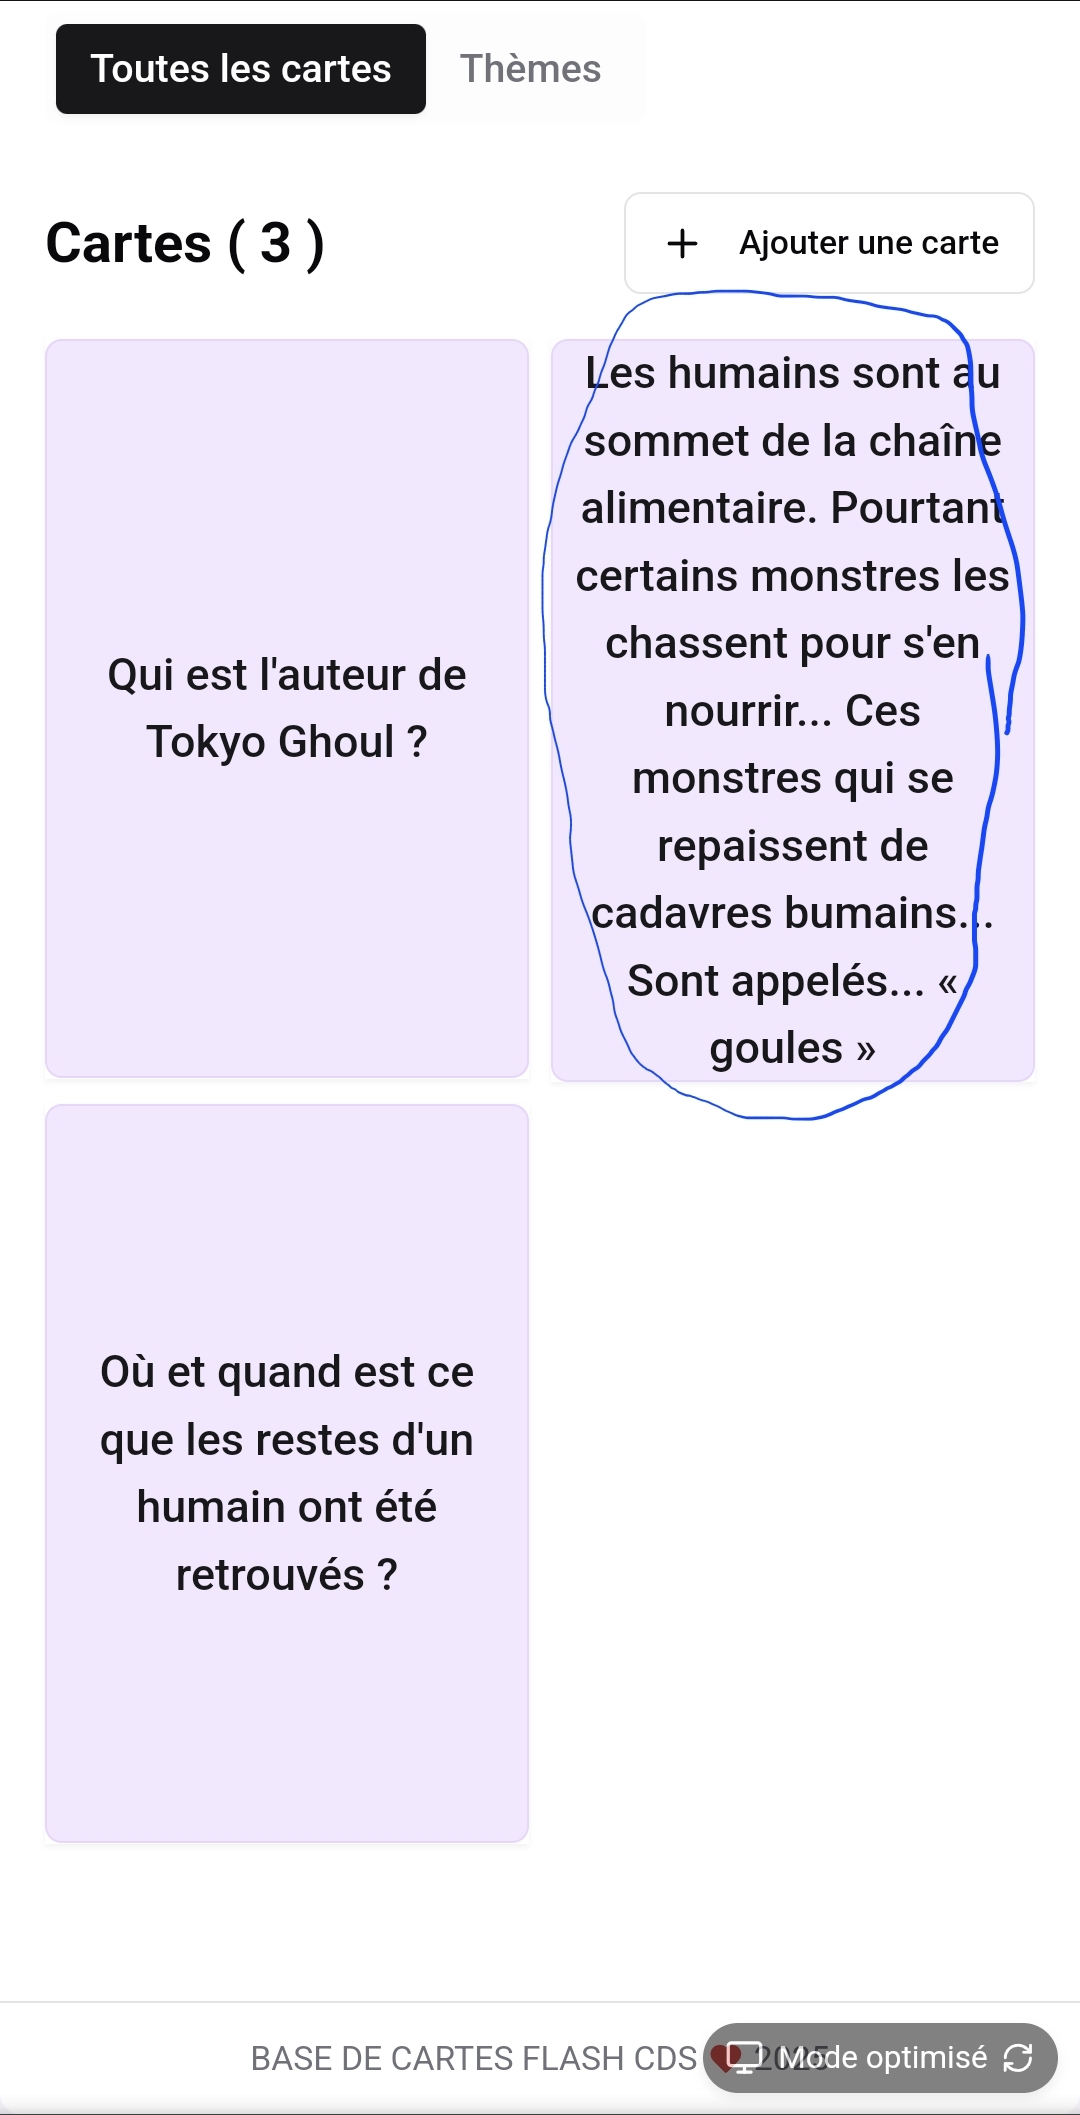 Toutes les cartes
Thèmes
Cartes ( 3 )
+ Ajouter une carte
Qui est l'auteur de
Tokyo Ghoul ?
Les humains sont au
sommet de la chaîne
alimentaire. Pourtant
certains monstres les
chassent pour s'en
nourrir... Ces
monstres qui se
repaissent de
cadavres bumains...
Sont appelés... «
goules »
Où et quand est ce
que les restes d'un
humain ont été
retrouvés ?
BASE DE CARTES FLASH CDS ❤ 2025
Mode optimisé